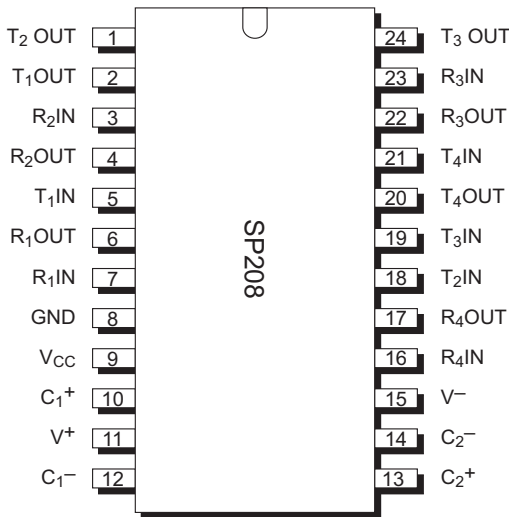 T₂ OUT 1 24 T₃ OUT
T₁OUT 2 23 R₃IN
R₂IN 3 22 R₃OUT
R₂OUT 4 21 T₄IN
T₁IN 5 20 T₄OUT
R₁OUT 6 19 T₃IN
R₁IN 7 18 T₂IN
GND 8 17 R₄OUT
V_CC 9 16 R₄IN
C₁⁺ 10 15 V⁻
V⁺ 11 14 C₂⁻
C₁⁻ 12 13 C₂⁺
SP208